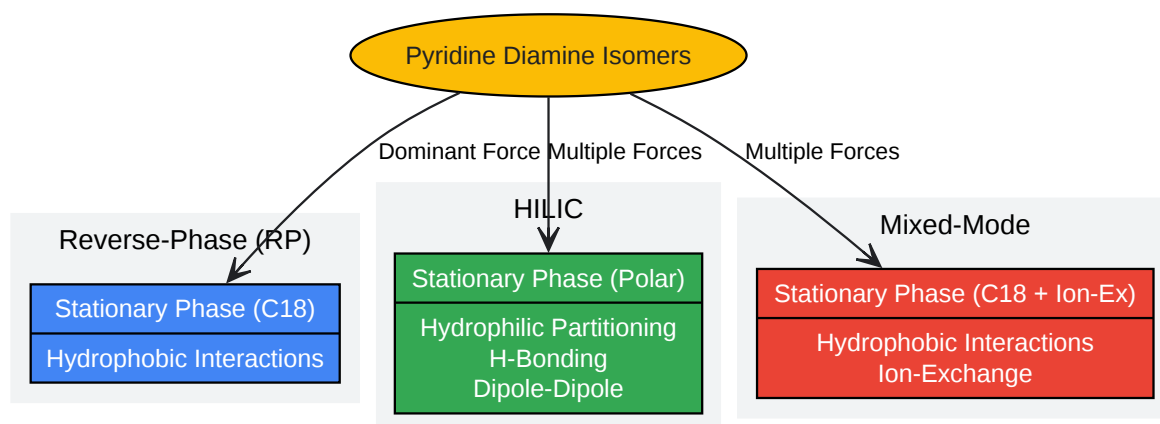 Pyridine Diamine Isomers
Dominant Force
Multiple Forces
Multiple Forces
Reverse-Phase (RP)
Stationary Phase (C18)
Hydrophobic Interactions
HILIC
Stationary Phase (Polar)
Hydrophilic Partitioning
H-Bonding
Dipole-Dipole
Mixed-Mode
Stationary Phase (C18 + Ion-Ex)
Hydrophobic Interactions
Ion-Exchange